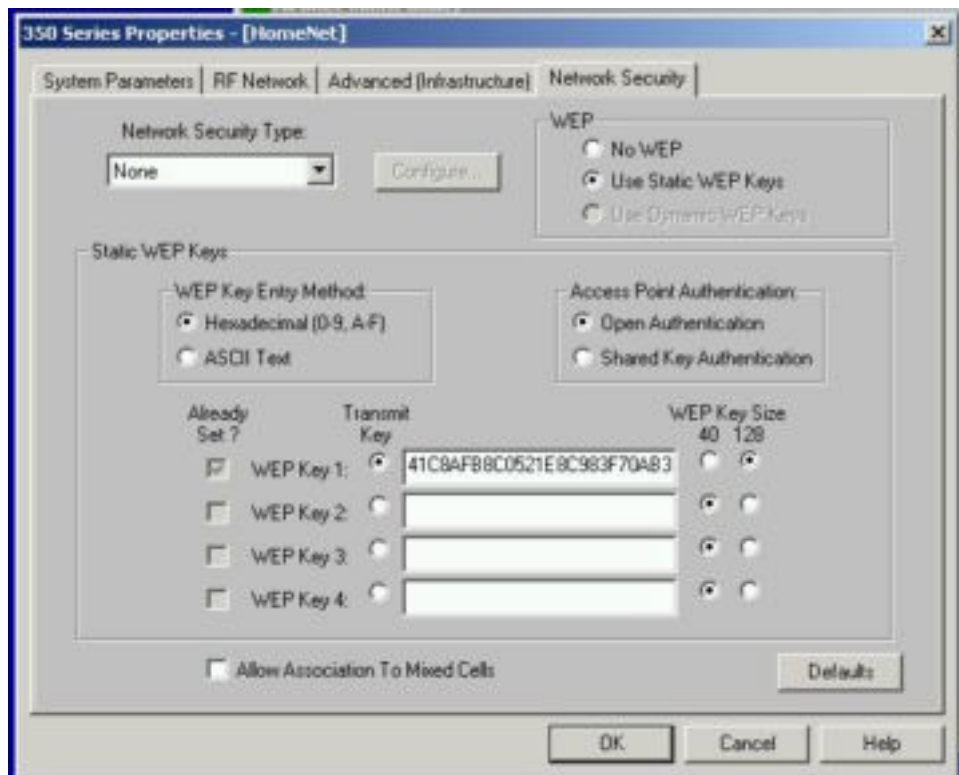 350 Series Properties - [HomeNet]
System Parameters
RF Network
Advanced (Infrastructure)
Network Security
Network Security Type:
None
Configure...
WEP
No WEP
Use Static WEP Keys
Use Dynamic WEP Keys
Static WEP Keys
WEP Key Entry Method:
Hexadecimal (0-9, A-F)
ASCII Text
Access Point Authentication:
Open Authentication
Shared Key Authentication
Already Set ?
Transmit Key
WEP Key Size
40 128
WEP Key 1: 41C8AFB8C0521E8C983F70AB3
WEP Key 2:
WEP Key 3:
WEP Key 4:
Allow Association To Mixed Cells
Defaults
OK
Cancel
Help